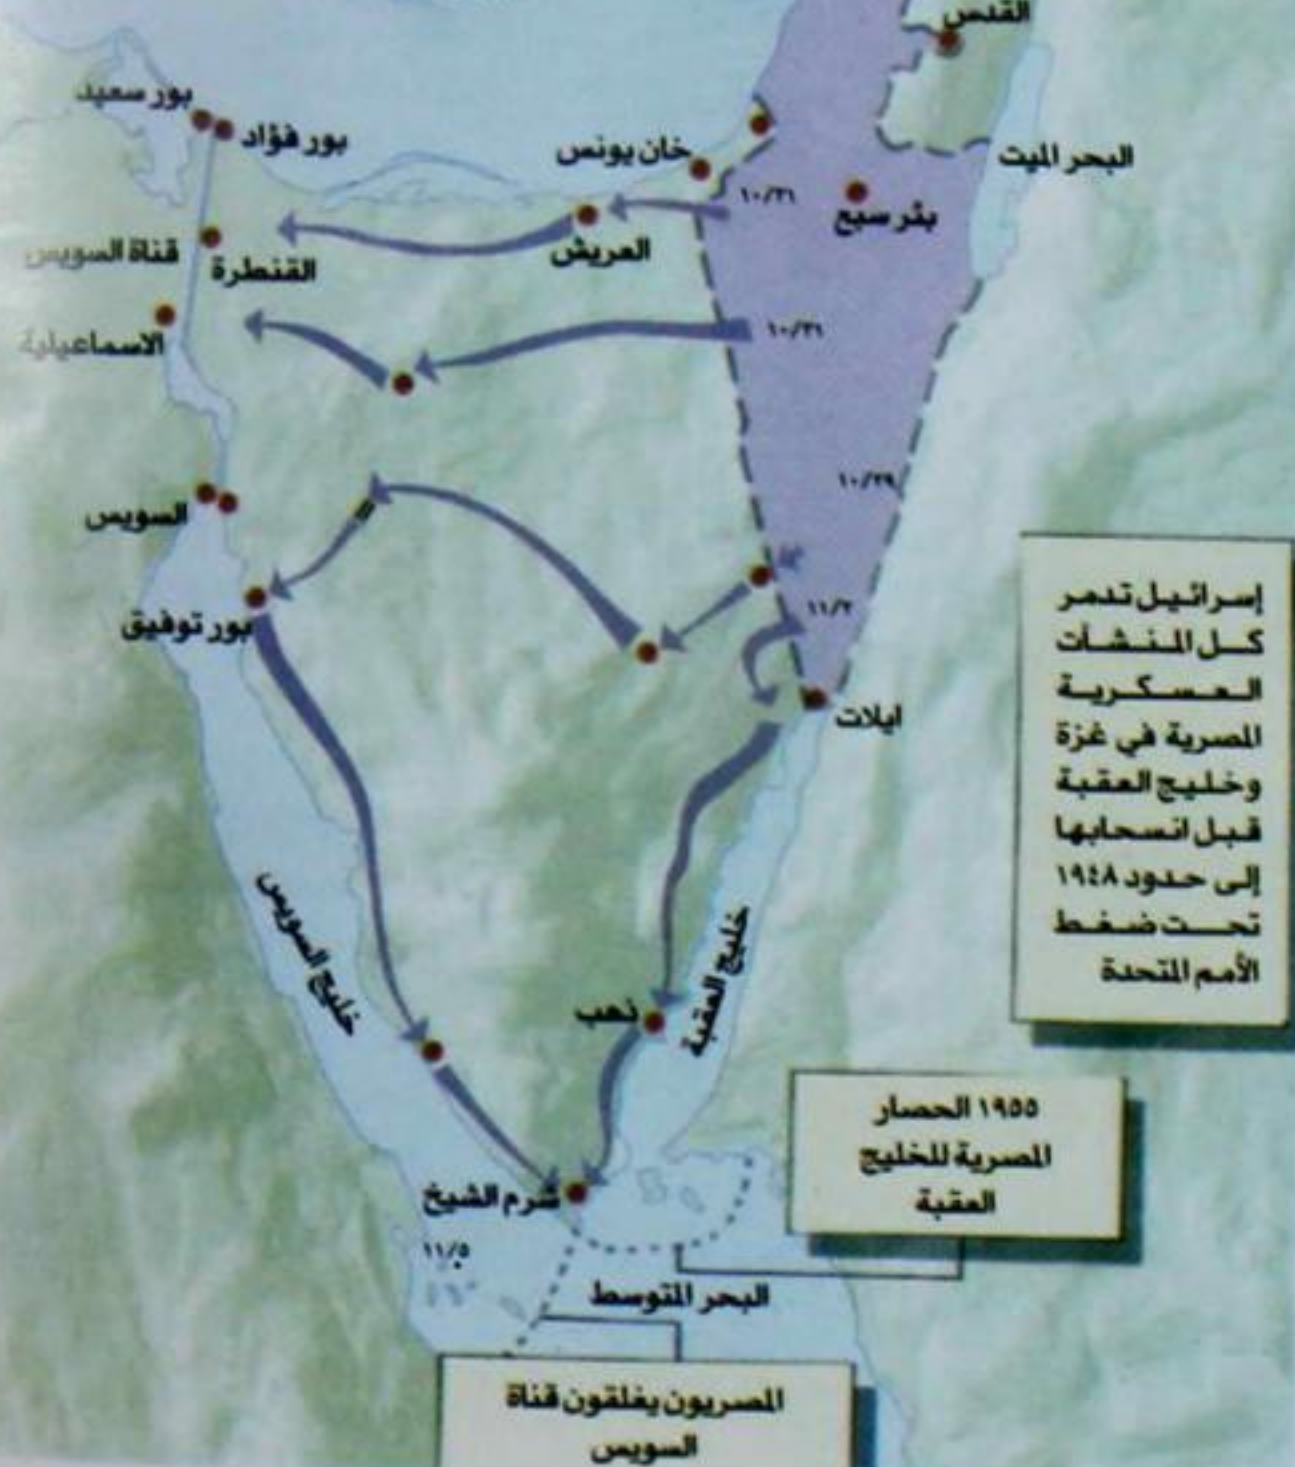 القدس
بور سعيد
بور فؤاد
خان يونس
البحر الميت
١٠/٣١
بئر سبع
العريش
قناة السويس
القنطرة
١٠/٣١
الاسماعيلية
١٠/٢٩
السويس
١١/٢
بور توفيق
ايلات
إسرائيل تدمر
كل المنشآت
العسكرية
المصرية في غزة
وخليج العقبة
قبل انسحابها
إلى حدود ١٩٤٨
تحت ضغط
الأمم المتحدة
خليج السويس
خليج العقبة
ذهب
١٩٥٥ الحصار
المصرية للخليج
العقبة
شرم الشيخ
١١/٥
البحر المتوسط
المصريون يغلقون قناة
السويس